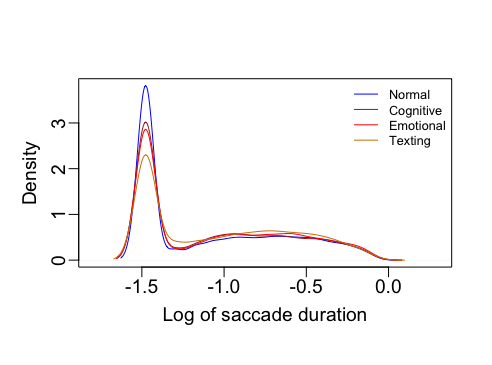 Normal
Cognitive
Emotional
Texting
Density
3
2
1
0
-1.5 -1.0 -0.5 0.0
Log of saccade duration